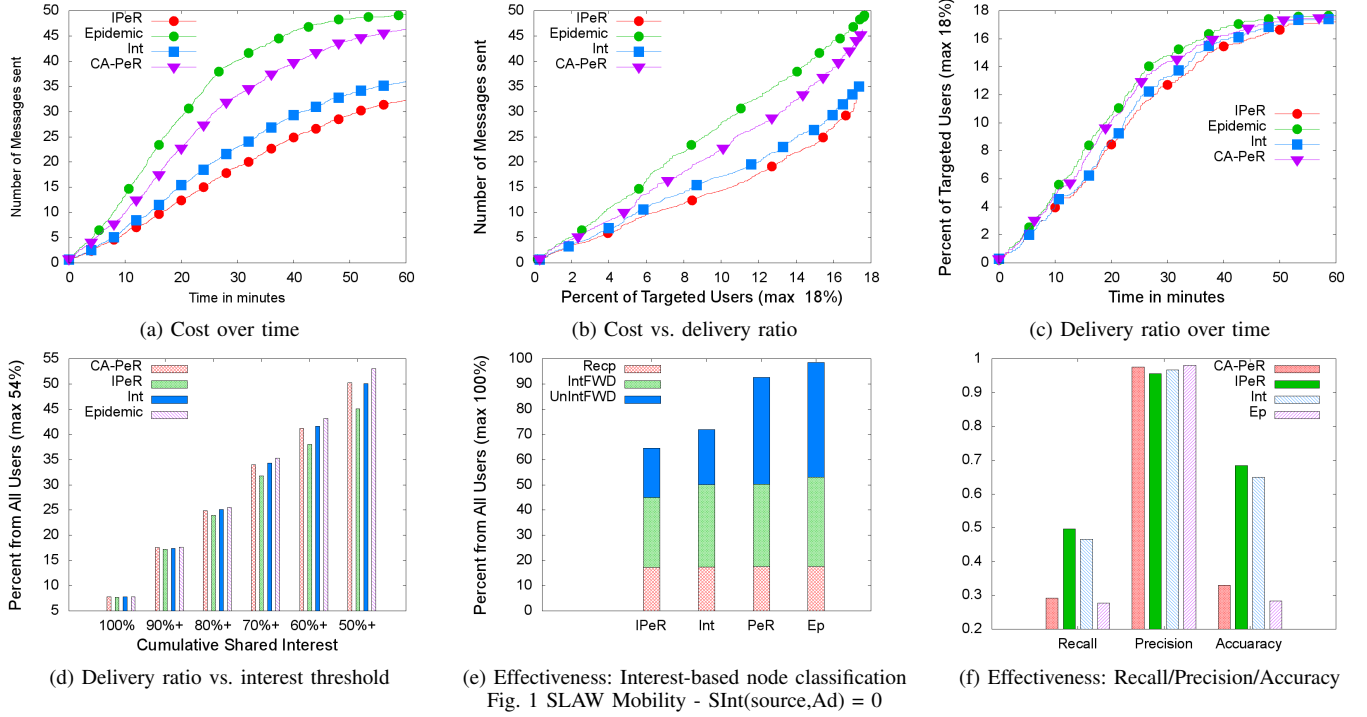 Number of Messages sent
50
45
40
35
30
25
20
15
10
5
0
IPeR
Epidemic
Int
CA-PeR
0 10 20 30 40 50 60
Time in minutes
(a) Cost over time
Number of Messages sent
50
45
40
35
30
25
20
15
10
5
0
IPeR
Epidemic
Int
CA-PeR
0 2 4 6 8 10 12 14 16 18
Percent of Targeted Users (max 18%)
(b) Cost vs. delivery ratio
Percent of Targeted Users (max 18%)
18
16
14
12
10
8
6
4
2
0
IPeR
Epidemic
Int
CA-PeR
0 10 20 30 40 50 60
Time in minutes
(c) Delivery ratio over time
Percent from All Users (max 54%)
55
50
45
40
35
30
25
20
15
10
5
CA-PeR
IPeR
Int
Epidemic
100% 90%+ 80%+ 70%+ 60%+ 50%+
Cumulative Shared Interest
(d) Delivery ratio vs. interest threshold
Percent from All Users (max 100%)
100
90
80
70
60
50
40
30
20
10
0
Recp
IntFWD
UnIntFWD
IPeR Int PeR Ep
(e) Effectiveness: Interest-based node classification
1
0.9
0.8
0.7
0.6
0.5
0.4
0.3
0.2
CA-PeR
IPeR
Int
Ep
Recall Precision Accuaracy
(f) Effectiveness: Recall/Precision/Accuracy
Fig. 1 SLAW Mobility - SInt(source,Ad) = 0